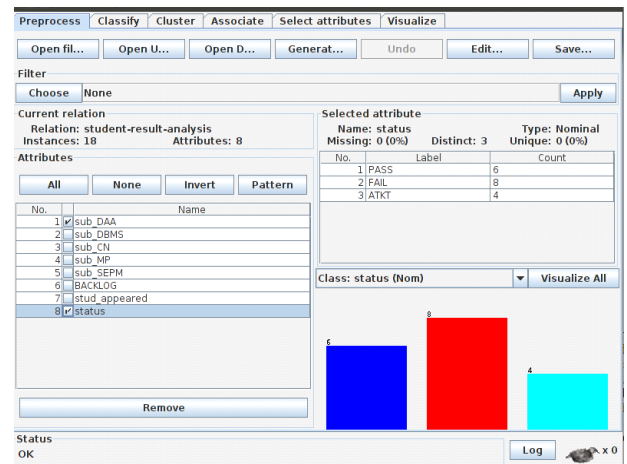 Preprocess Classify Cluster Associate Select attributes Visualize
Open fil... Open U... Open D... Generat... Undo Edit... Save...
Filter
Choose None Apply
Current relation
Relation: student-result-analysis
Instances: 18 Attributes: 8
Attributes
All None Invert Pattern
No. Name
1 sub_DAA
2 sub_DBMS
3 sub_CN
4 sub_MP
5 sub_SEPM
6 BACKLOG
7 stud_appeared
8 status
Remove
Selected attribute
Name: status Type: Nominal
Missing: 0 (0%) Distinct: 3 Unique: 0 (0%)
No. Label Count
1 PASS 6
2 FAIL 8
3 ATKT 4
Class: status (Nom) Visualize All
6 8 4
Status
OK Log x 0